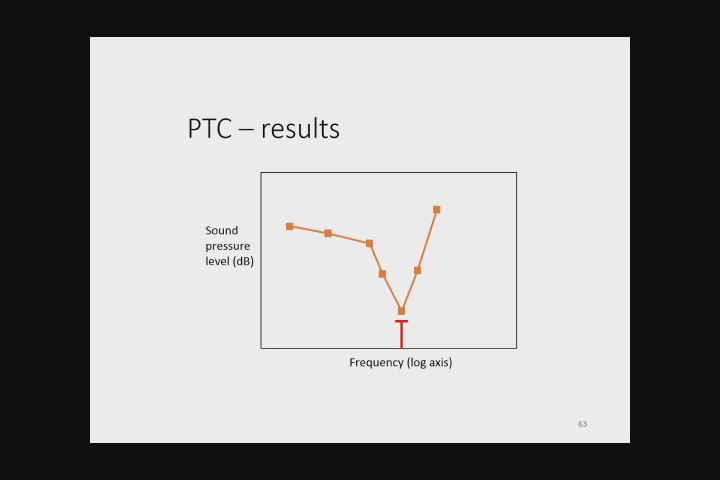 PTC – results
Sound
pressure
level (dB)
Frequency (log axis)
63